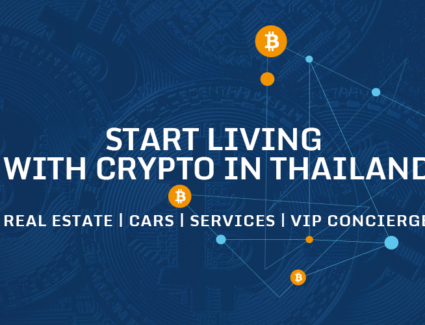 START LIVING
WITH CRYPTO IN THAILAND
REAL ESTATE | CARS | SERVICES | VIP CONCIERGE